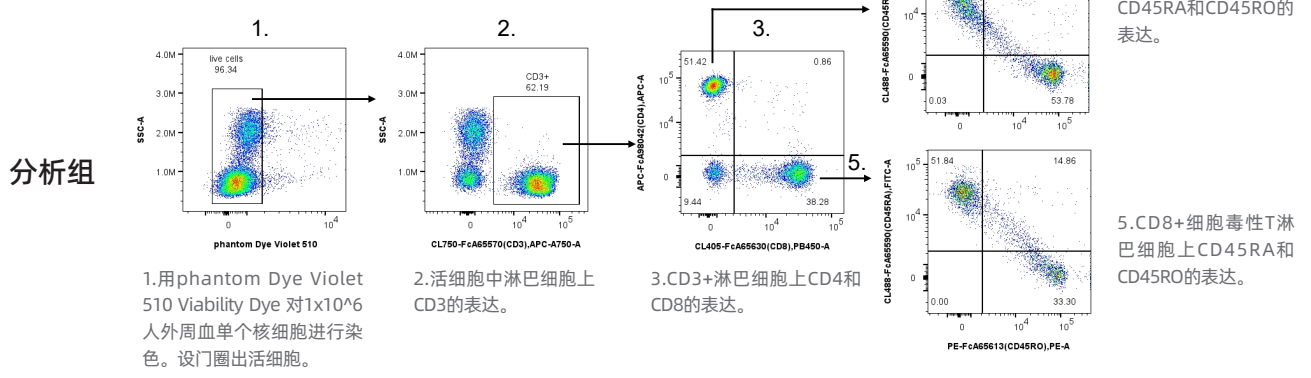 分析组
1.
live cells
96.34
4.0M
3.0M
2.0M
1.0M
SSC-A
0
10^4
phantom Dye Violet 510
1.用phantom Dye Violet
510 Viability Dye 对1x10^6
人外周血单个核细胞进行染
色。设门圈出活细胞。
2.
CD3+
62.19
4.0M
3.0M
2.0M
1.0M
SSC-A
0
10^4
10^5
CL750-FcA65570(CD3),APC-A750-A
2.活细胞中淋巴细胞上
CD3的表达。
3.
51.42
0.86
9.44
38.28
10^5
10^4
0
APC-FcA98042(CD4),APC-A
0
10^4
10^5
CL405-FcA65630(CD8),PB450-A
3.CD3+淋巴细胞上CD4和
CD8的表达。
10^4
0
0.03
53.78
0
10^4
10^5
CD45RA和CD45RO的
表达。
5.
51.84
14.86
0.00
33.30
10^5
10^4
0
CL488-FcA65590(CD45RA),FITC-A
0
10^4
10^5
PE-FcA65613(CD45RO),PE-A
5.CD8+细胞毒性T淋
巴细胞上CD45RA和
CD45RO的表达。